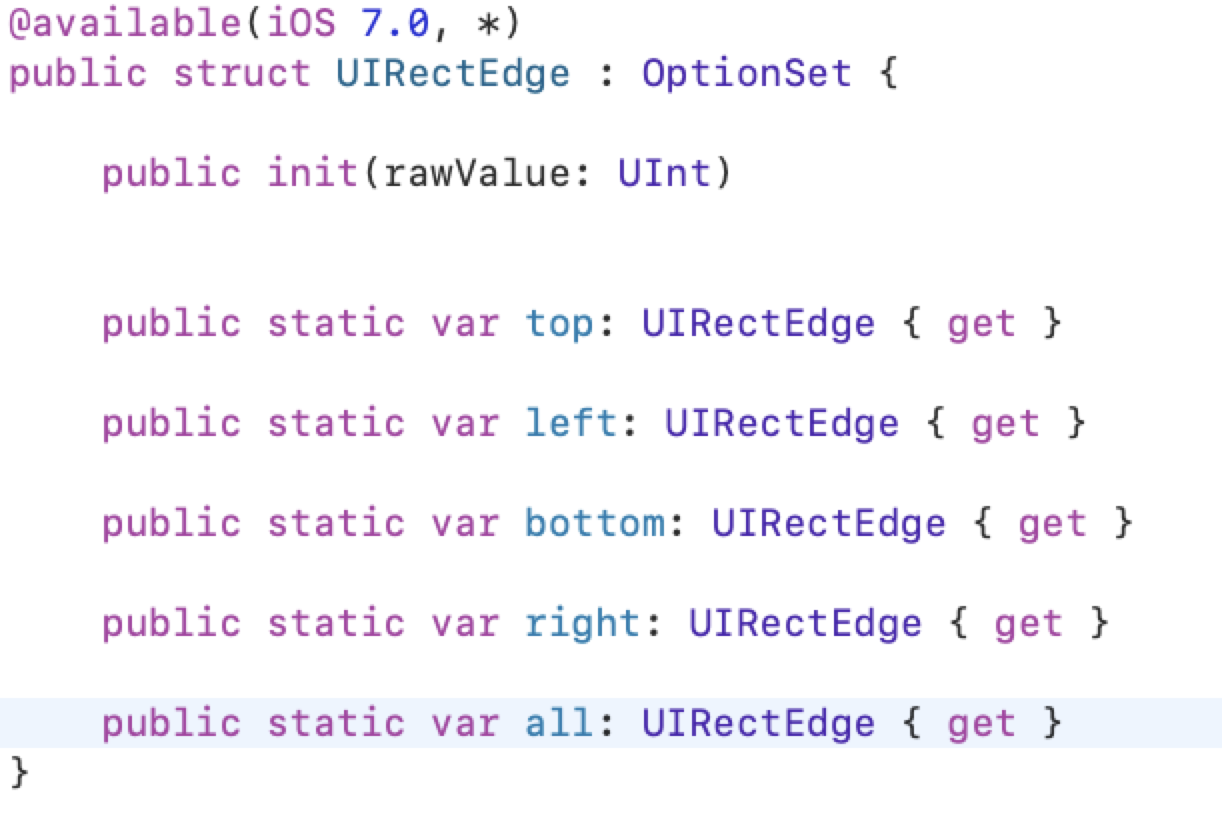 @available(iOS 7.0, *)
public struct UIRectEdge : OptionSet {
public init(rawValue: UInt)
public static var top: UIRectEdge { get }
public static var left: UIRectEdge { get }
public static var bottom: UIRectEdge { get }
public static var right: UIRectEdge { get }
public static var all: UIRectEdge { get }
}